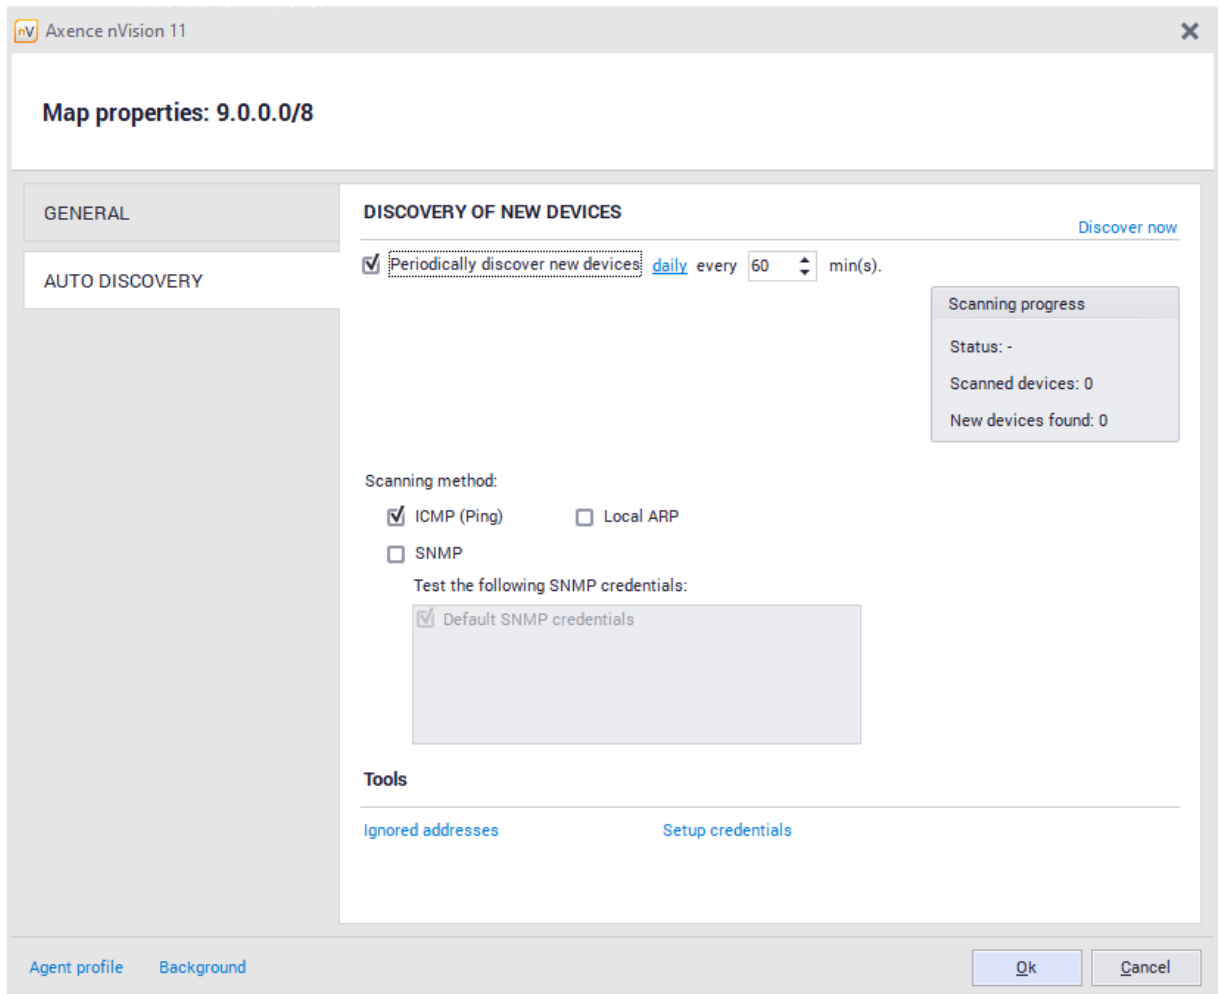 nV Axence nVision 11
Map properties: 9.0.0.0/8
GENERAL
AUTO DISCOVERY
DISCOVERY OF NEW DEVICES
Discover now
Periodically discover new devices daily every 60 min(s).
Scanning progress
Status: -
Scanned devices: 0
New devices found: 0
Scanning method:
ICMP (Ping) Local ARP
SNMP
Test the following SNMP credentials:
Default SNMP credentials
Tools
Ignored addresses Setup credentials
Agent profile Background Ok Cancel